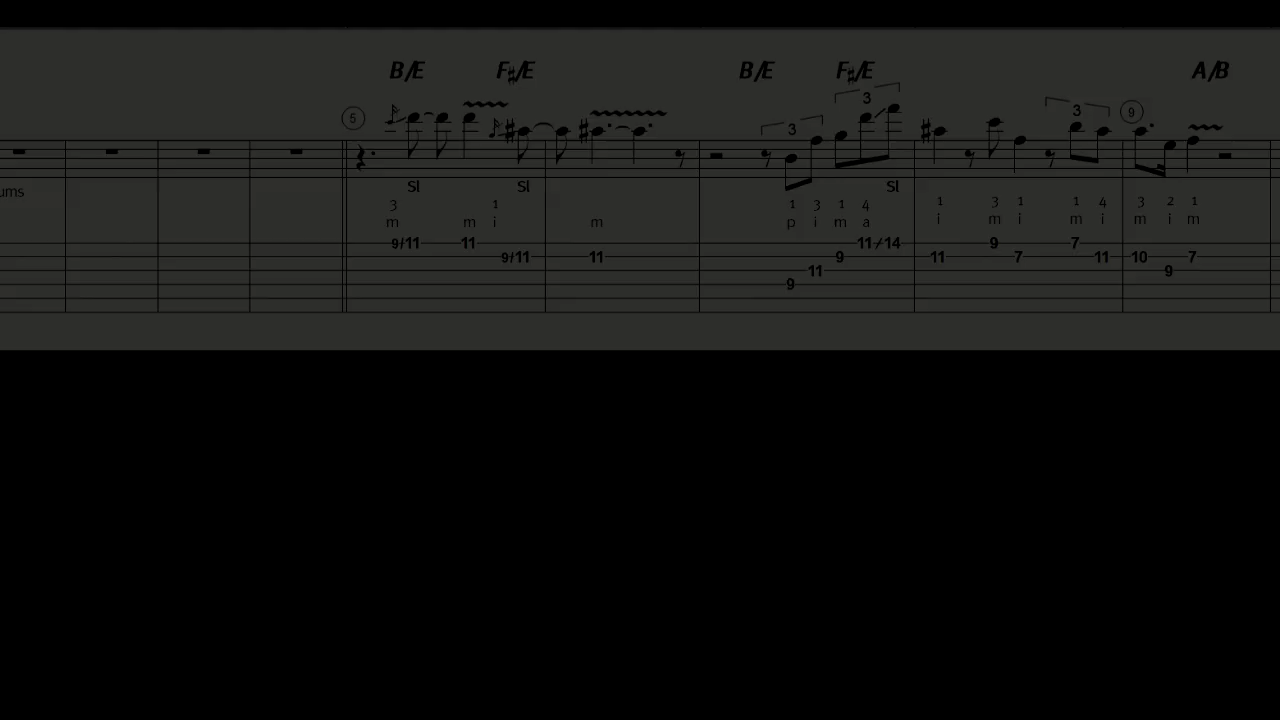 B/E F♯/E B/E F♯/E A/B
3
5 3 3 9
ums Sl Sl Sl
3 1 1 3 1 4 1 3 1 1 4 3 2 1
m m i m p i m a i m i m i m i m
9/11 11 11/14 9 7
9/11 11 9 11 7 11 10 7
11 9
9